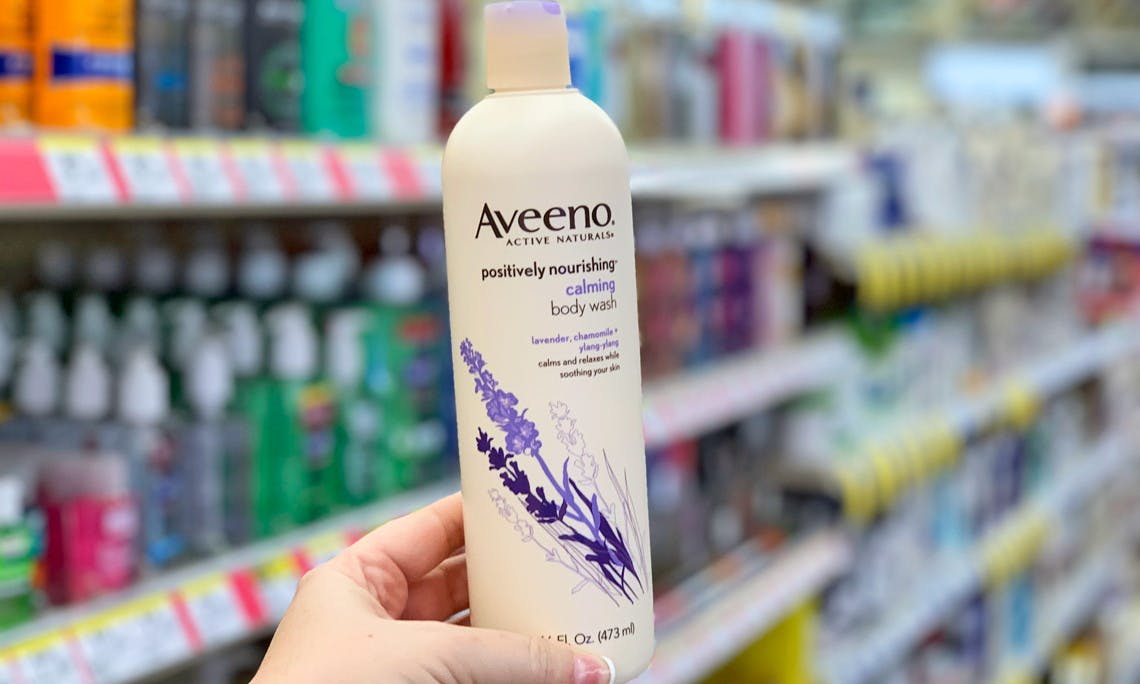 Aveeno®
ACTIVE NATURALS®
positively nourishing™
calming
body wash
lavender, chamomile +
ylang-ylang
calms and relaxes while
soothing your skin
Fl. Oz. (473 ml)